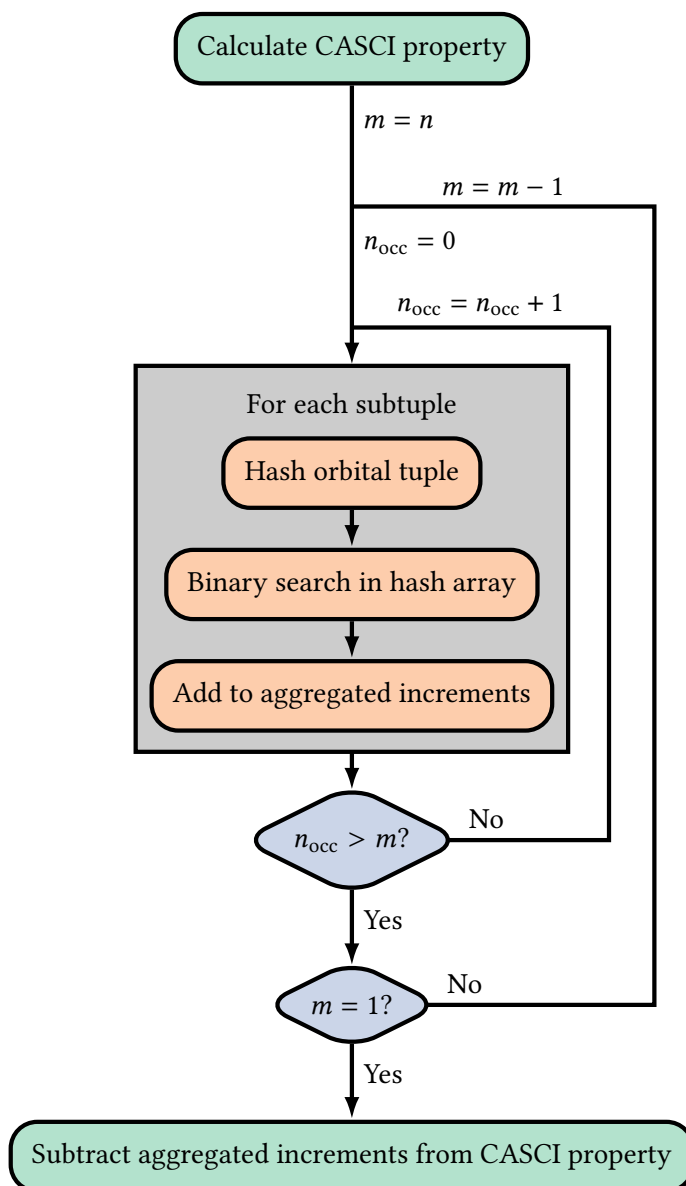 Calculate CASCI property
m = n
m = m − 1
n_occ = 0
n_occ = n_occ + 1
For each subtuple
Hash orbital tuple
Binary search in hash array
Add to aggregated increments
n_occ > m?
No
Yes
m = 1?
No
Yes
Subtract aggregated increments from CASCI property